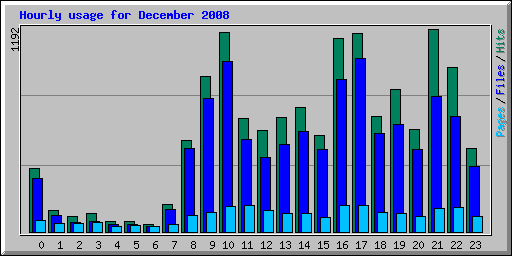 Hourly usage for December 2008
1192
Pages / Files / Hits
0 1 2 3 4 5 6 7 8 9 10 11 12 13 14 15 16 17 18 19 20 21 22 23